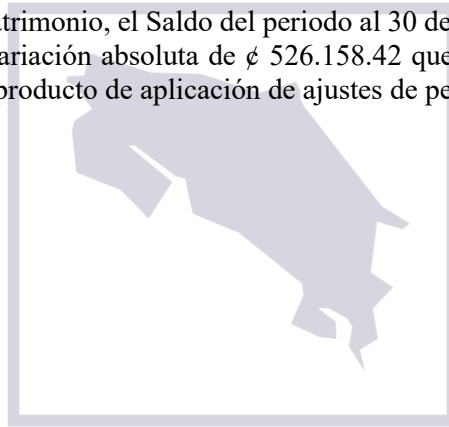 trimonio, el Saldo del periodo al 30 de
ariación absoluta de ¢ 526.158.42 que
producto de aplicación de ajustes de pe